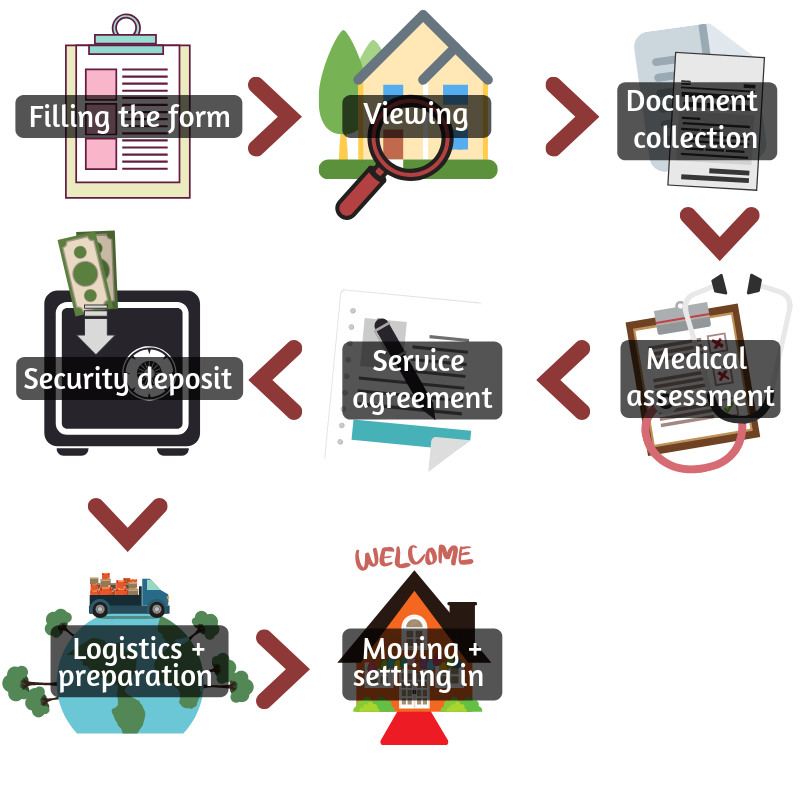 Filling the form
Viewing
Document
collection
Medical
assessment
Service
agreement
Security deposit
Logistics +
preparation
WELCOME
Moving +
settling in